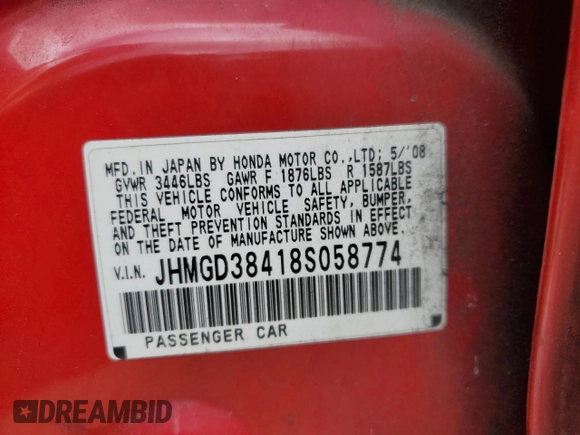 MFD. IN JAPAN BY HONDA MOTOR CO., LTD; 5/'08
GVWR 3446LBS GAWR F 1876LBS R 1587LBS
THIS VEHICLE CONFORMS TO ALL APPLICABLE
FEDERAL MOTOR VEHICLE SAFETY, BUMPER,
AND THEFT PREVENTION STANDARDS IN EFFECT
ON THE DATE OF MANUFACTURE SHOWN ABOVE.
V.I.N. JHMGD38418S058774
PASSENGER CAR
DREAMBID